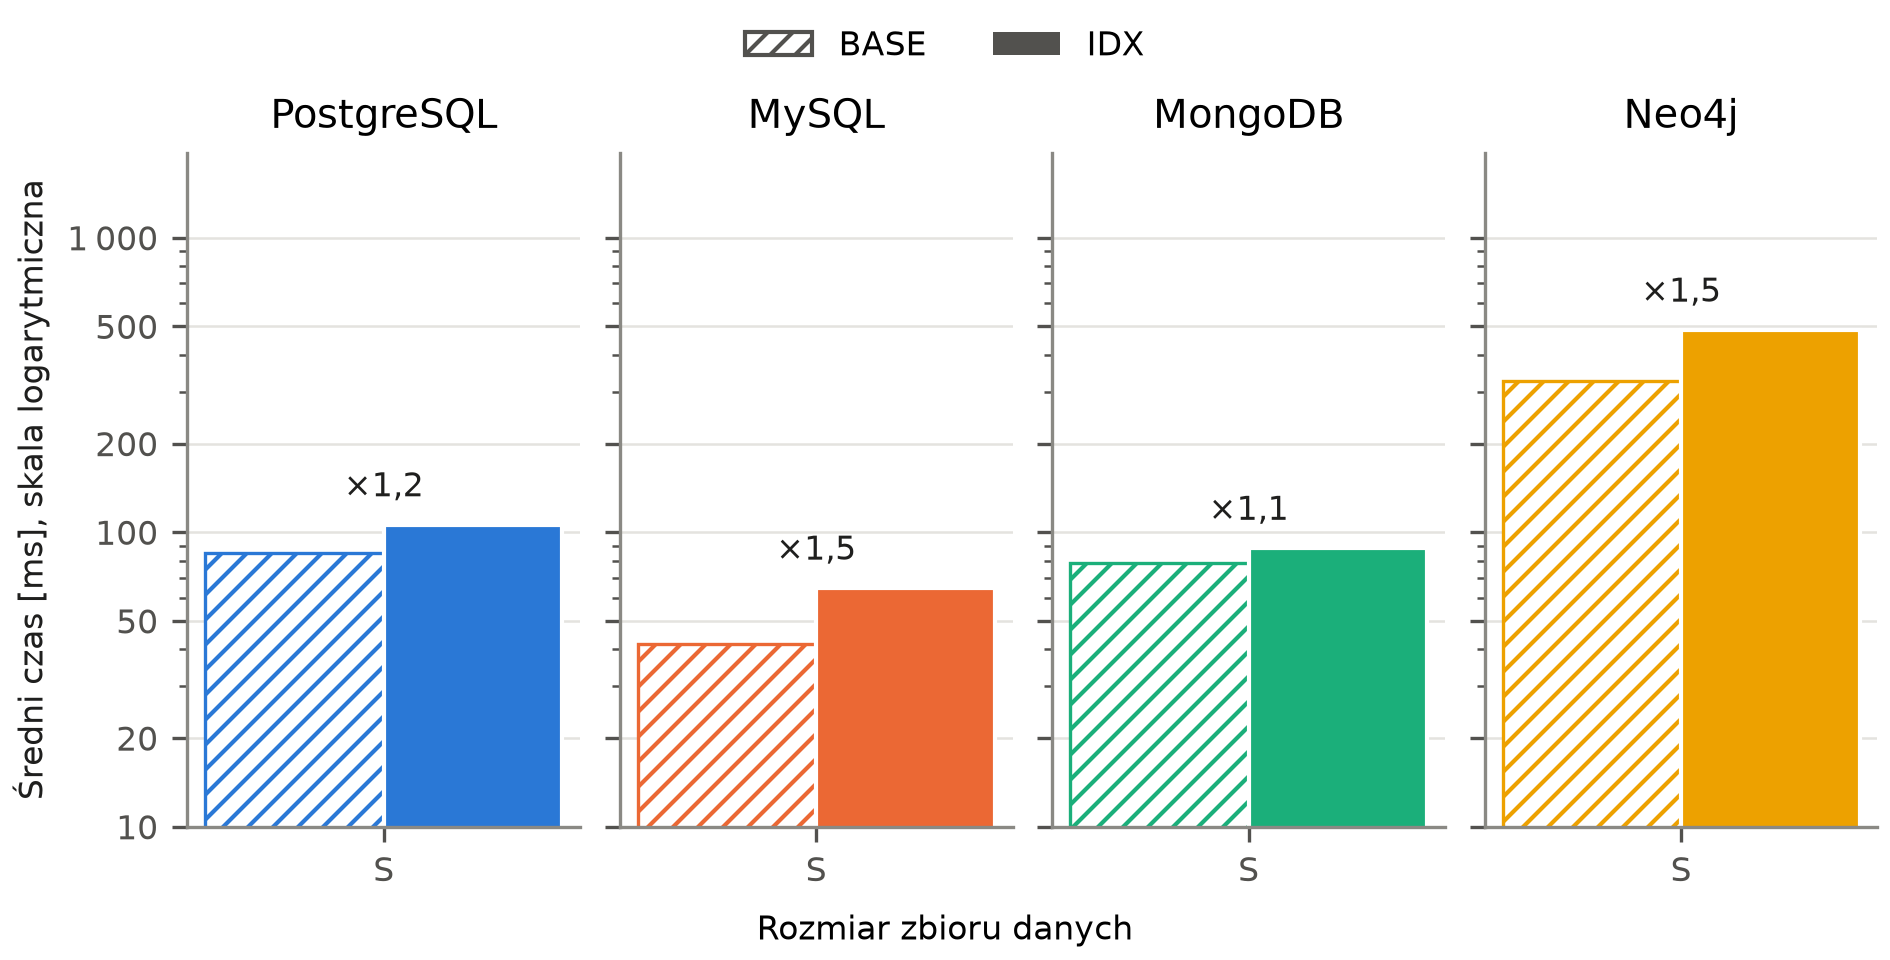 BASE IDX
PostgreSQL MySQL MongoDB Neo4j
Średni czas [ms], skala logarytmiczna
1 000
500
200
100
50
20
10
×1,2
×1,5
×1,1
×1,5
S S S S
Rozmiar zbioru danych